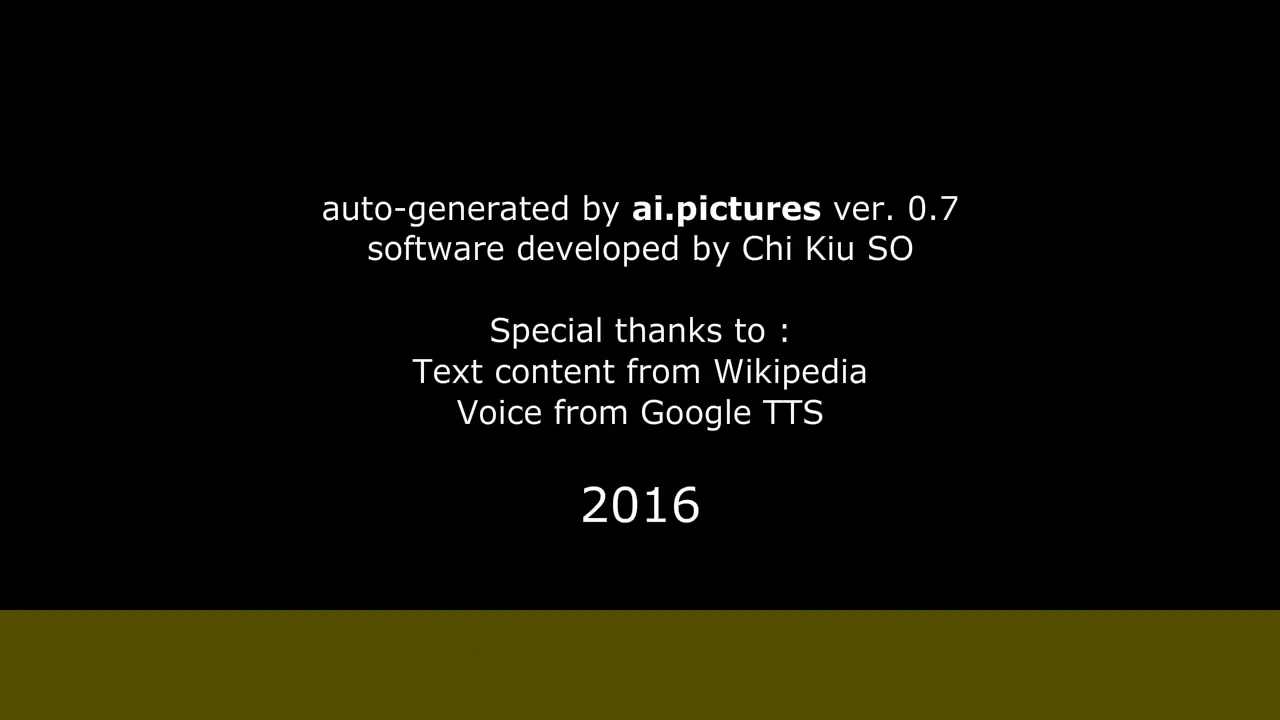 auto-generated by ai.pictures ver. 0.7
software developed by Chi Kiu SO
Special thanks to :
Text content from Wikipedia
Voice from Google TTS
2016